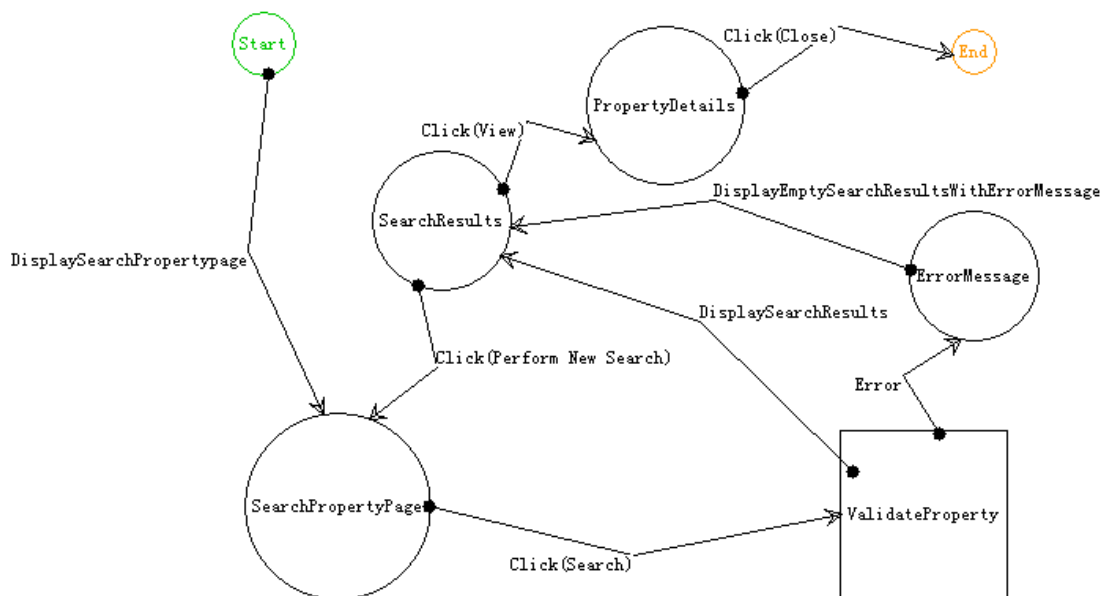 Start
Click(Close)
End
PropertyDetails
Click(View)
DisplayEmptySearchResultsWithErrorMessage
SearchResults
DisplaySearchPropertypage
ErrorMessage
DisplaySearchResults
Click(Perform New Search)
Error
SearchPropertyPage
ValidateProperty
Click(Search)